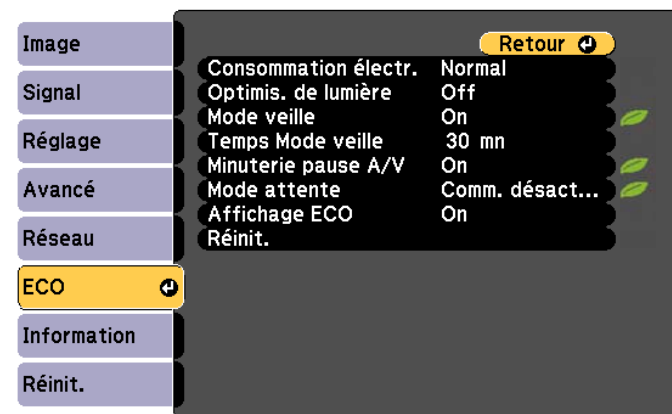 Image
Signal
Réglage
Avancé
Réseau
ECO
Information
Réinit.
Retour
Consommation électr. Normal
Optimis. de lumière Off
Mode veille On
Temps Mode veille 30 mn
Minuterie pause A/V On
Mode attente Comm. désact...
Affichage ECO On
Réinit.